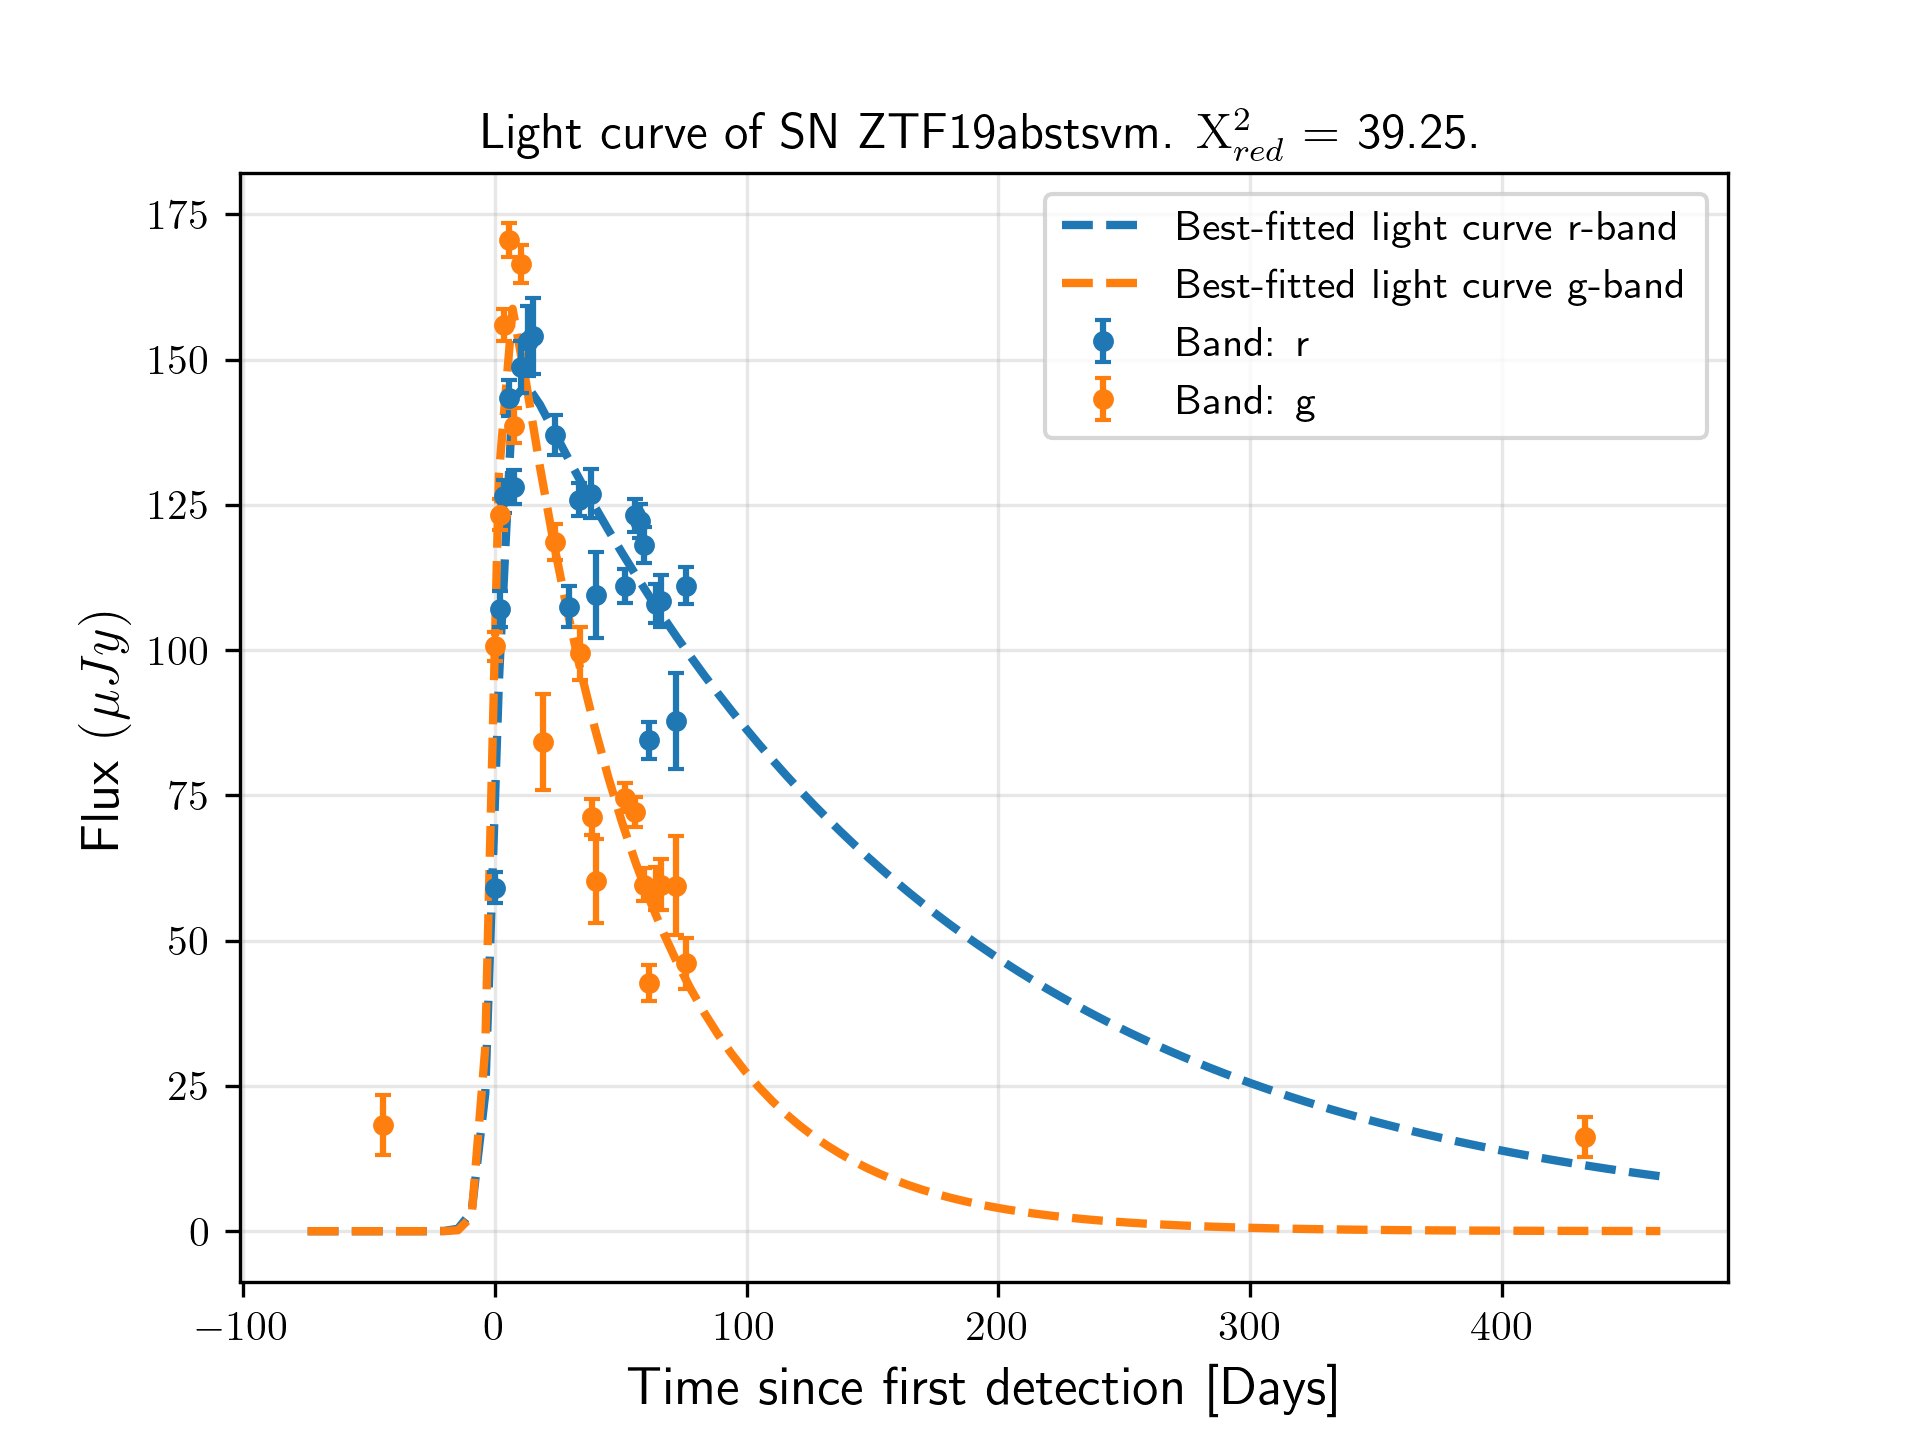 Light curve of SN ZTF19abstsvm. X²red = 39.25.
Best-fitted light curve r-band
Best-fitted light curve g-band
Band: r
Band: g
175
150
125
100
75
50
25
0
Flux (μJy)
−100 0 100 200 300 400
Time since first detection [Days]